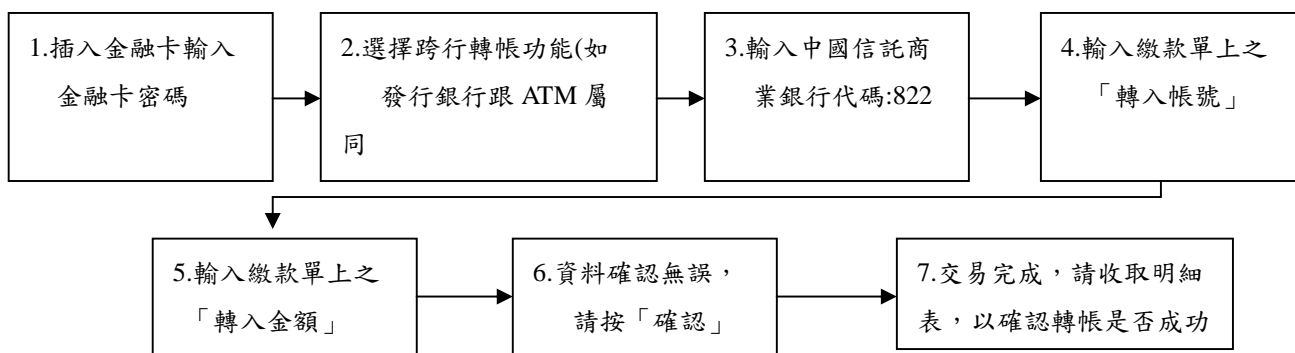 1.插入金融卡輸入
金融卡密碼
2.選擇跨行轉帳功能(如
發行銀行跟 ATM 屬
同
3.輸入中國信託商
業銀行代碼:822
4.輸入繳款單上之
「轉入帳號」
5.輸入繳款單上之
「轉入金額」
6.資料確認無誤，
請按「確認」
7.交易完成，請收取明細
表，以確認轉帳是否成功